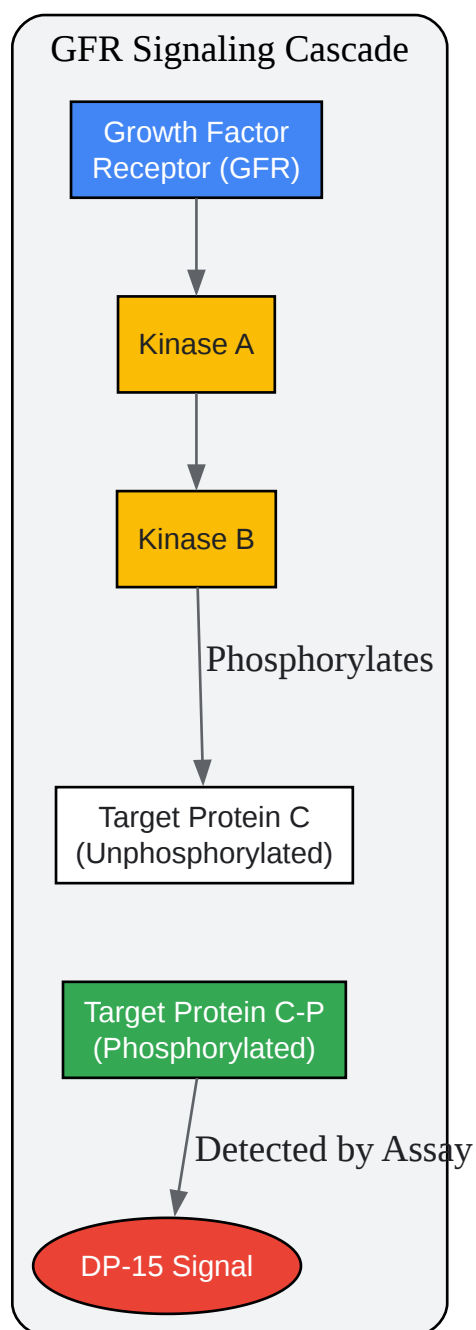 GFR Signaling Cascade
Growth Factor
Receptor (GFR)
Kinase A
Kinase B
Phosphorylates
Target Protein C
(Unphosphorylated)
Target Protein C-P
(Phosphorylated)
Detected by Assay
DP-15 Signal